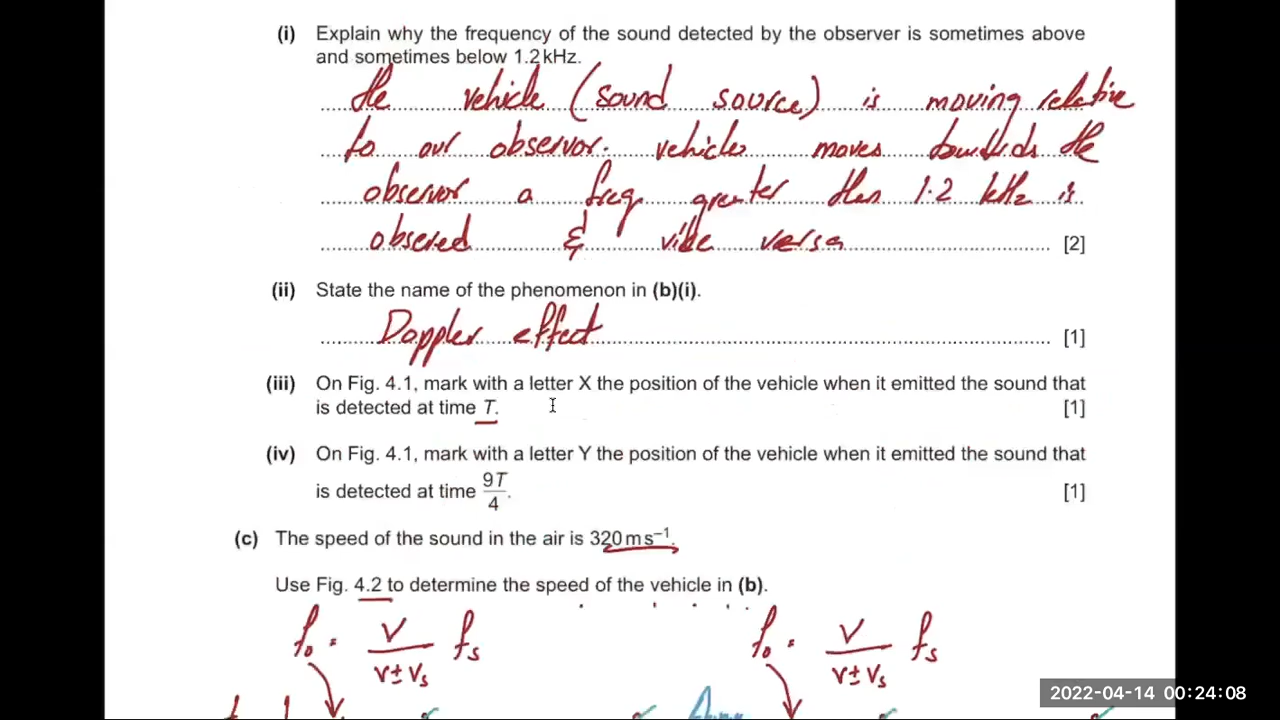 (i) Explain why the frequency of the sound detected by the observer is sometimes above
and sometimes below 1.2 kHz.
the vehicle (sound source) is moving relative
to our observor. vehicles moves towards the
observor a freq greater then 1.2 kHz is
obsered & vibe versa [2]
(ii) State the name of the phenomenon in (b)(i).
Doppler effect [1]
(iii) On Fig. 4.1, mark with a letter X the position of the vehicle when it emitted the sound that
is detected at time T. [1]
(iv) On Fig. 4.1, mark with a letter Y the position of the vehicle when it emitted the sound that
is detected at time 9T/4. [1]
(c) The speed of the sound in the air is 320 m s⁻¹.
Use Fig. 4.2 to determine the speed of the vehicle in (b).
f₀ = v/(v±vₛ) fₛ f₀ = v/(v±vₛ) fₛ
2022-04-14 00:24:08